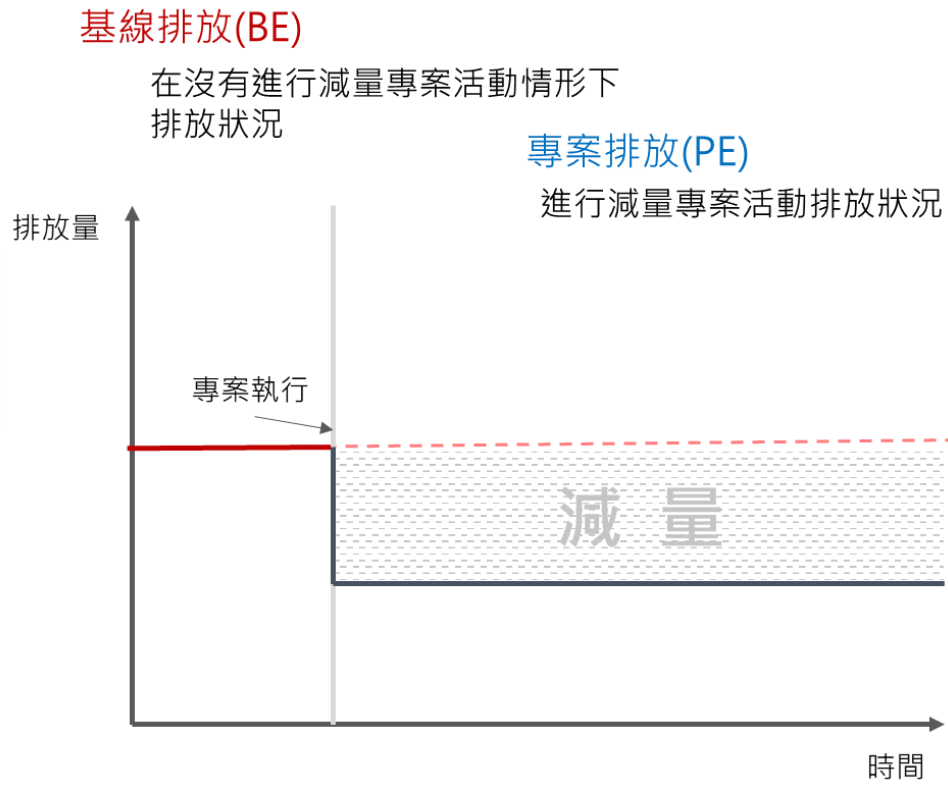 基線排放(BE)
在沒有進行減量專案活動情形下
排放狀況
專案排放(PE)
進行減量專案活動排放狀況
排放量
專案執行
減量
時間